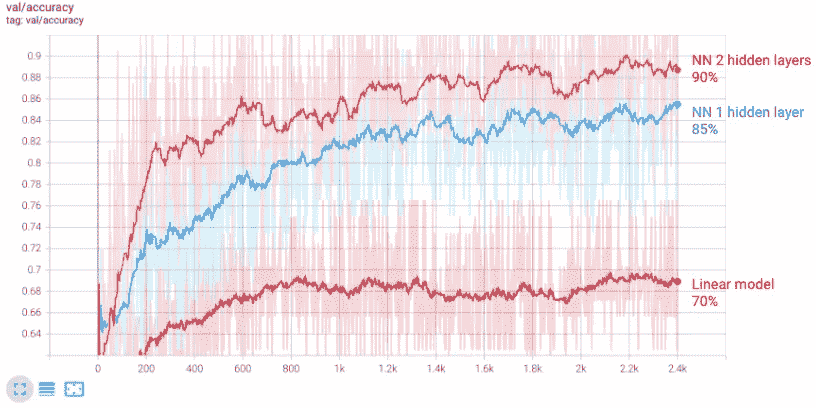 val/accuracy
tag: val/accuracy
0.9
0.88
0.86
0.84
0.82
0.8
0.78
0.76
0.74
0.72
0.7
0.68
0.66
0.64
NN 2 hidden layers
90%
NN 1 hidden layer
85%
Linear model
70%
0 200 400 600 800 1k 1.2k 1.4k 1.6k 1.8k 2k 2.2k 2.4k